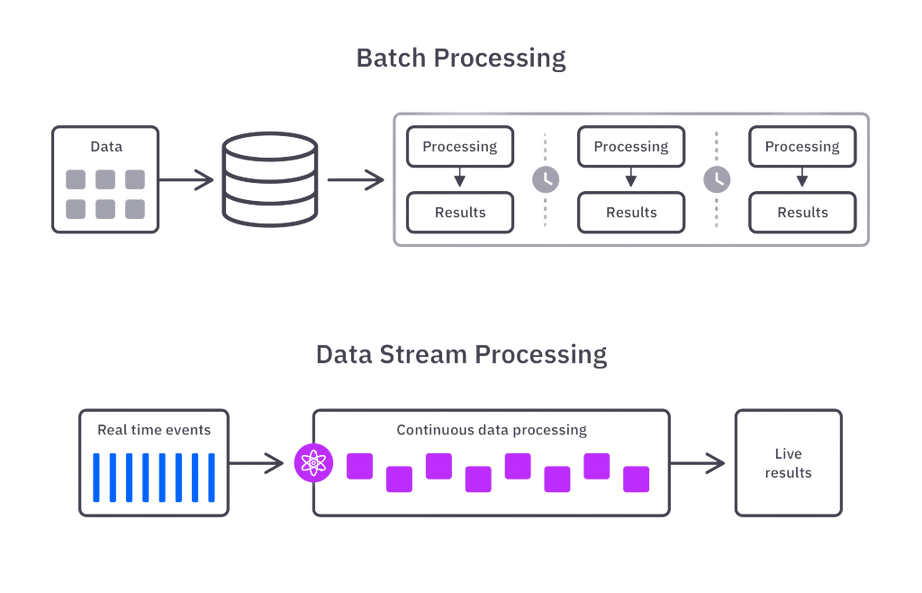 Batch Processing
Data
Processing
Processing
Processing
Results
Results
Results
Data Stream Processing
Real time events
Continuous data processing
Live
results